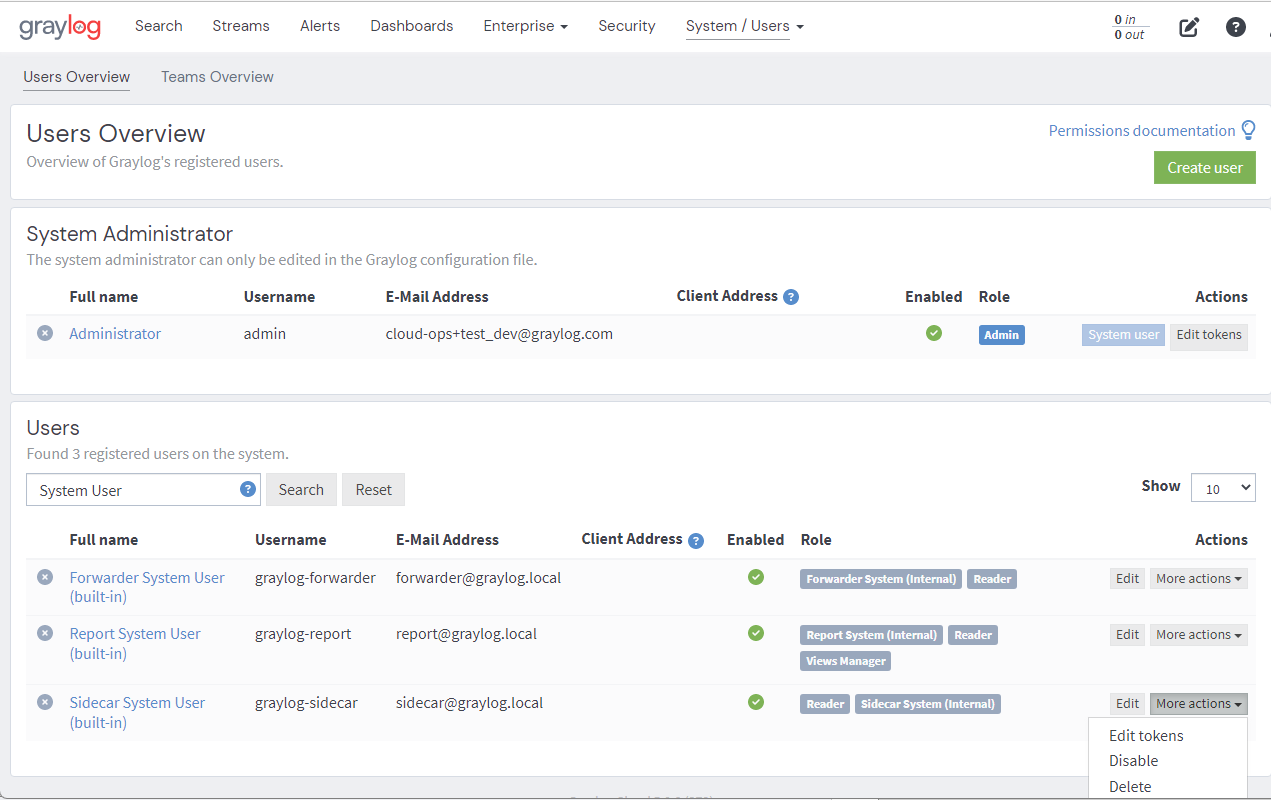 graylog Search Streams Alerts Dashboards Enterprise Security System / Users 0 in
0 out
Users Overview Teams Overview
Users Overview
Permissions documentation
Overview of Graylog's registered users.
Create user
System Administrator
The system administrator can only be edited in the Graylog configuration file.
Full name Username E-Mail Address Client Address ? Enabled Role Actions
Administrator admin cloud-ops+test_dev@graylog.com Admin System user Edit tokens
Users
Found 3 registered users on the system.
System User ? Search Reset Show 10
Full name Username E-Mail Address Client Address ? Enabled Role Actions
Forwarder System User graylog-forwarder forwarder@graylog.local Forwarder System (Internal) Reader Edit More actions
(built-in)
Report System User graylog-report report@graylog.local Report System (Internal) Reader Edit More actions
(built-in) Views Manager
Sidecar System User graylog-sidecar sidecar@graylog.local Reader Sidecar System (Internal) Edit More actions
(built-in)
Edit tokens
Disable
Delete